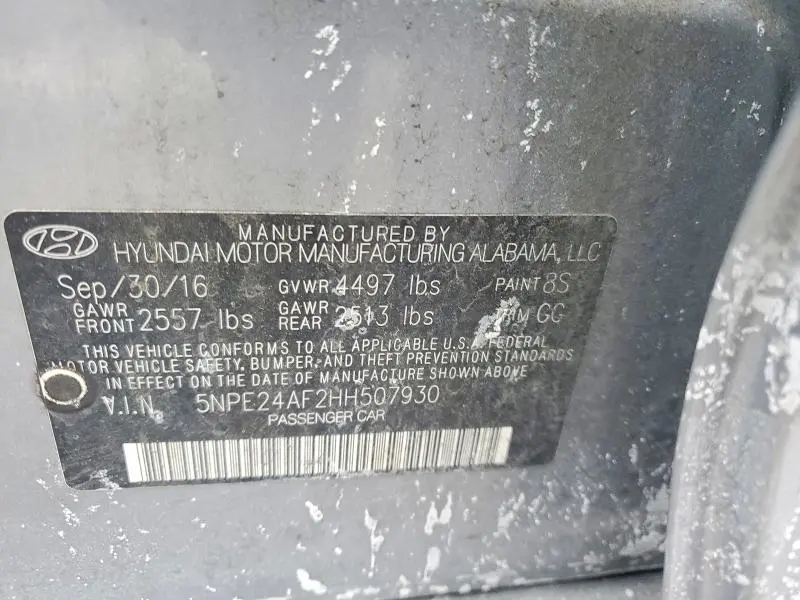 MANUFACTURED BY
HYUNDAI MOTOR MANUFACTURING ALABAMA, LLC
Sep/30/16 GVWR 4497 lbs PAINT 8S
GAWR FRONT 2557 lbs GAWR REAR 2513 lbs TRIM GG
THIS VEHICLE CONFORMS TO ALL APPLICABLE U.S.A. FEDERAL
MOTOR VEHICLE SAFETY, BUMPER, AND THEFT PREVENTION STANDARDS
IN EFFECT ON THE DATE OF MANUFACTURE SHOWN ABOVE.
V.I.N. 5NPE24AF2HH507930
PASSENGER CAR